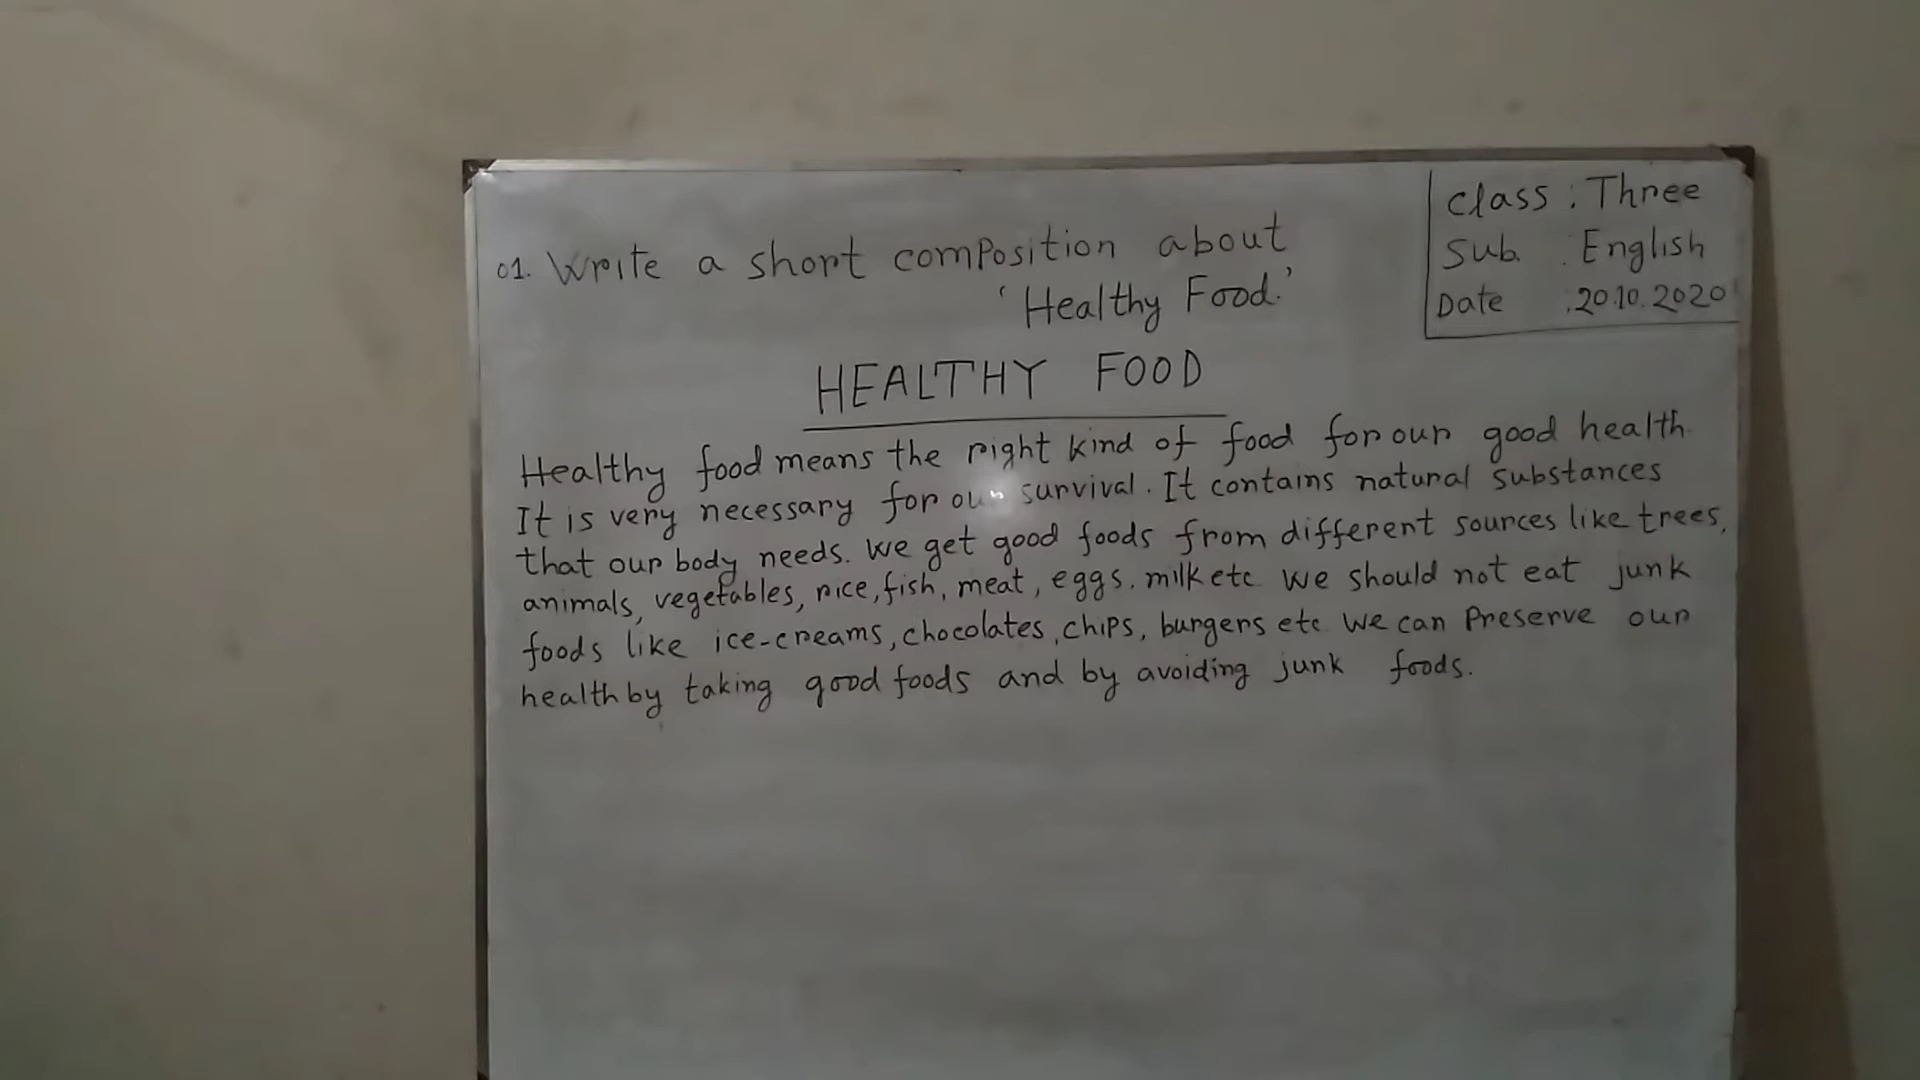 Class : Three
Sub. : English
Date : 20.10.2020
01. Write a short composition about
'Healthy Food.'
HEALTHY FOOD
Healthy food means the right kind of food for our good health.
It is very necessary for our survival. It contains natural substances
that our body needs. We get good foods from different sources like trees,
animals, vegetables, rice, fish, meat, eggs, milk etc. We should not eat junk
foods like ice-creams, chocolates, chips, burgers etc. We can preserve our
health by taking good foods and by avoiding junk foods.